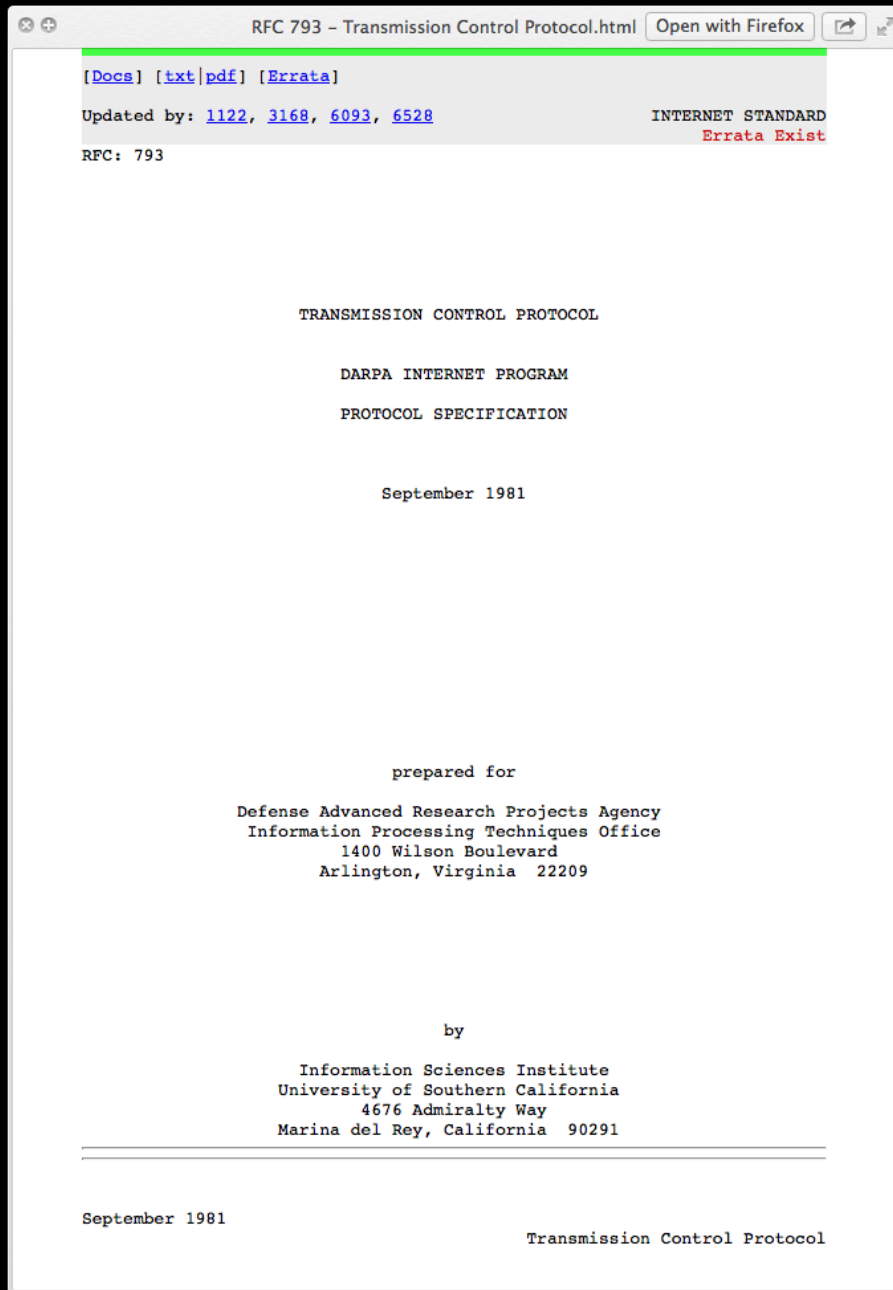 RFC 793 – Transmission Control Protocol.html Open with Firefox
[Docs] [txt|pdf] [Errata]
Updated by: 1122, 3168, 6093, 6528 INTERNET STANDARD
Errata Exist
RFC: 793
TRANSMISSION CONTROL PROTOCOL
DARPA INTERNET PROGRAM
PROTOCOL SPECIFICATION
September 1981
prepared for
Defense Advanced Research Projects Agency
Information Processing Techniques Office
1400 Wilson Boulevard
Arlington, Virginia 22209
by
Information Sciences Institute
University of Southern California
4676 Admiralty Way
Marina del Rey, California 90291
September 1981
Transmission Control Protocol